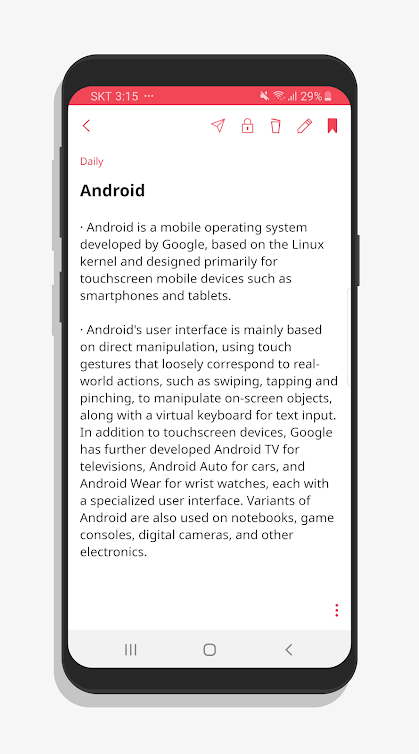 SKT 3:15 ··· 29%
Daily
Android
· Android is a mobile operating system
developed by Google, based on the Linux
kernel and designed primarily for
touchscreen mobile devices such as
smartphones and tablets.
· Android's user interface is mainly based
on direct manipulation, using touch
gestures that loosely correspond to real-
world actions, such as swiping, tapping and
pinching, to manipulate on-screen objects,
along with a virtual keyboard for text input.
In addition to touchscreen devices, Google
has further developed Android TV for
televisions, Android Auto for cars, and
Android Wear for wrist watches, each with
a specialized user interface. Variants of
Android are also used on notebooks, game
consoles, digital cameras, and other
electronics.